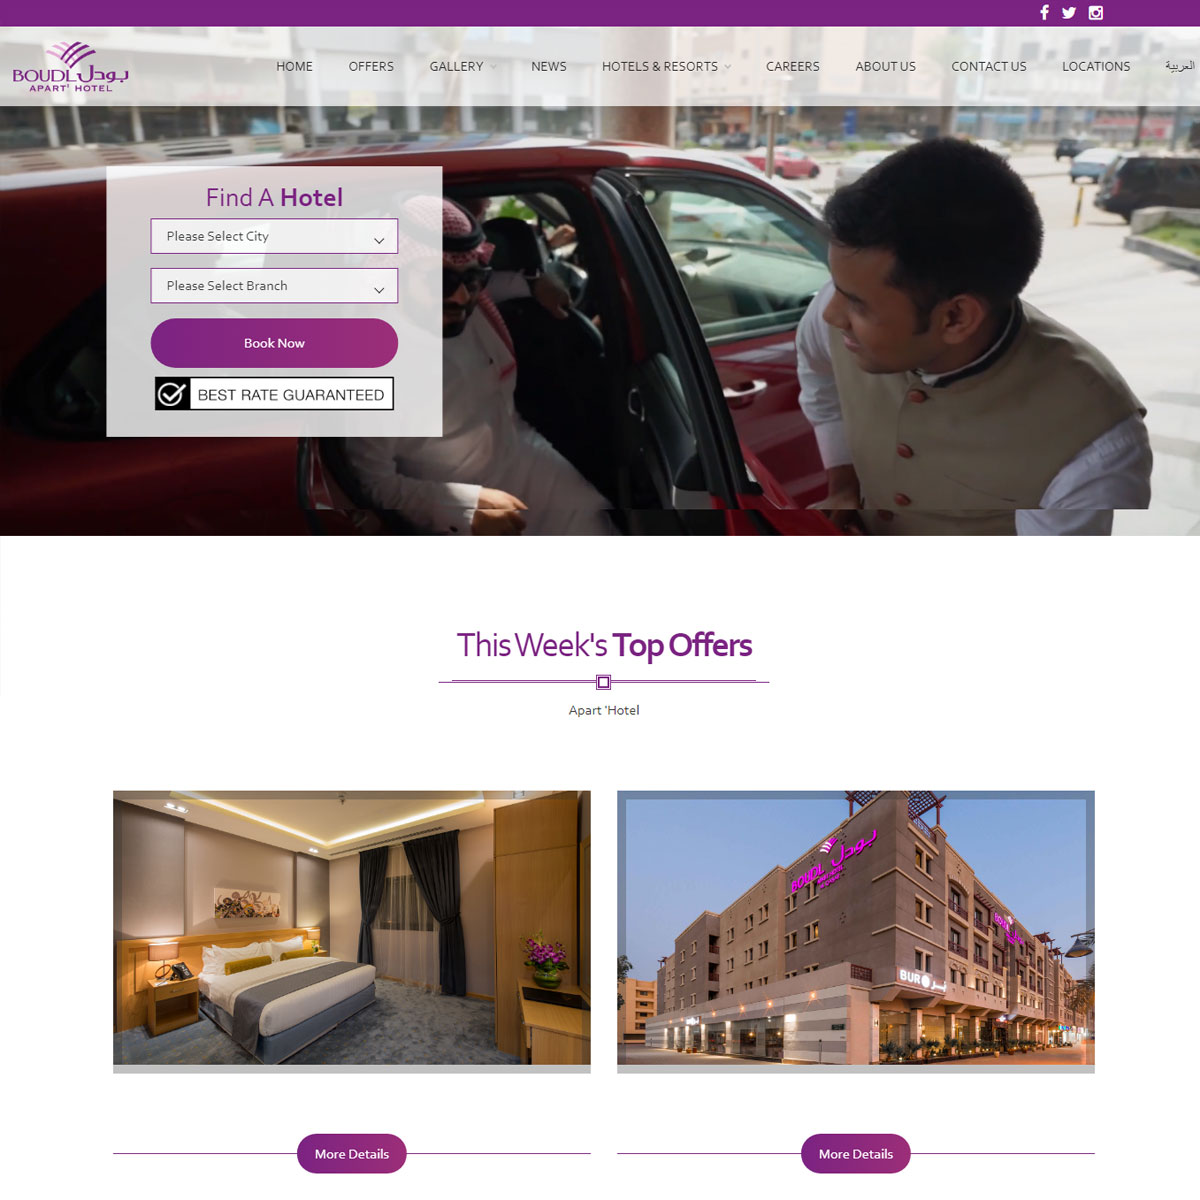 BOUDL بودل
APART' HOTEL
HOME
OFFERS
GALLERY
NEWS
HOTELS & RESORTS
CAREERS
ABOUT US
CONTACT US
LOCATIONS
العربية
Find A Hotel
Please Select City
Please Select Branch
Book Now
BEST RATE GUARANTEED
This Week's Top Offers
Apart 'Hotel
BOUDL بودل
BUR
More Details
More Details